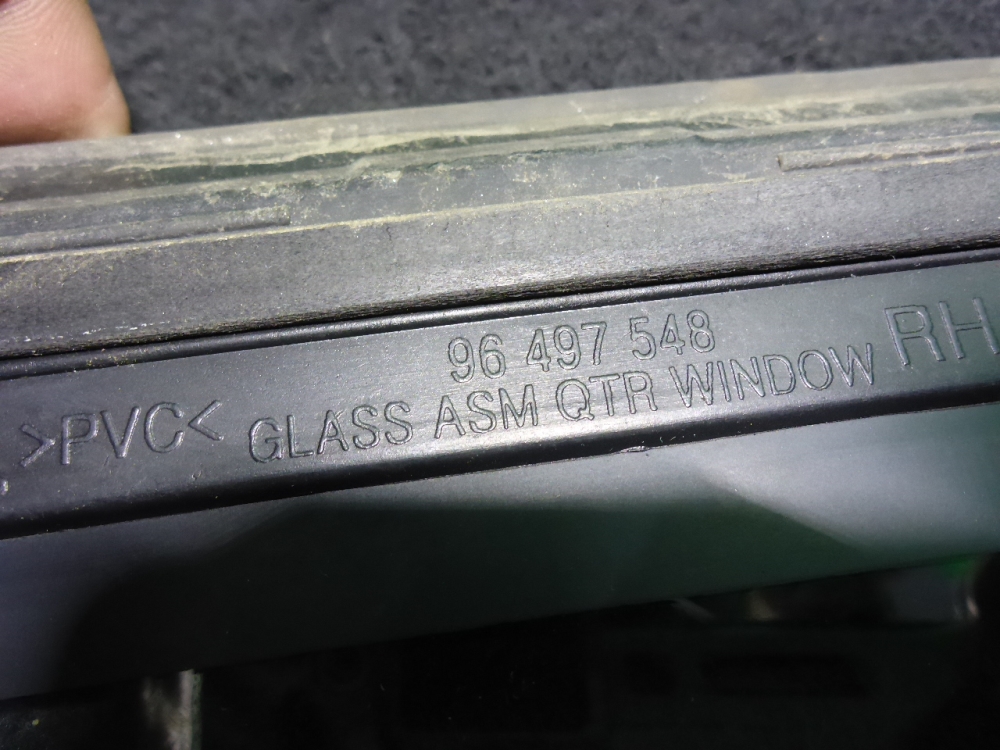 96 497 548
>PVC< GLASS ASM QTR WINDOW RH